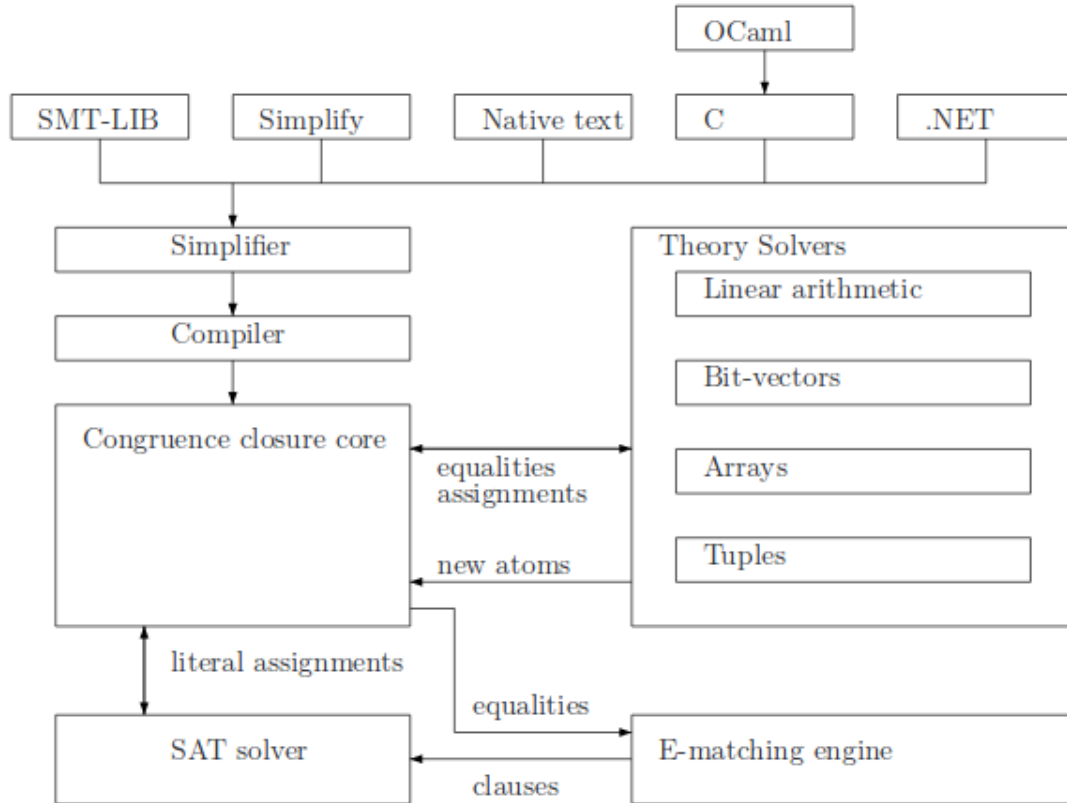 OCaml
SMT-LIB
Simplify
Native text
C
.NET
Simplifier
Theory Solvers
Linear arithmetic
Compiler
Bit-vectors
Congruence closure core
equalities
assignments
Arrays
new atoms
Tuples
literal assignments
equalities
SAT solver
E-matching engine
clauses